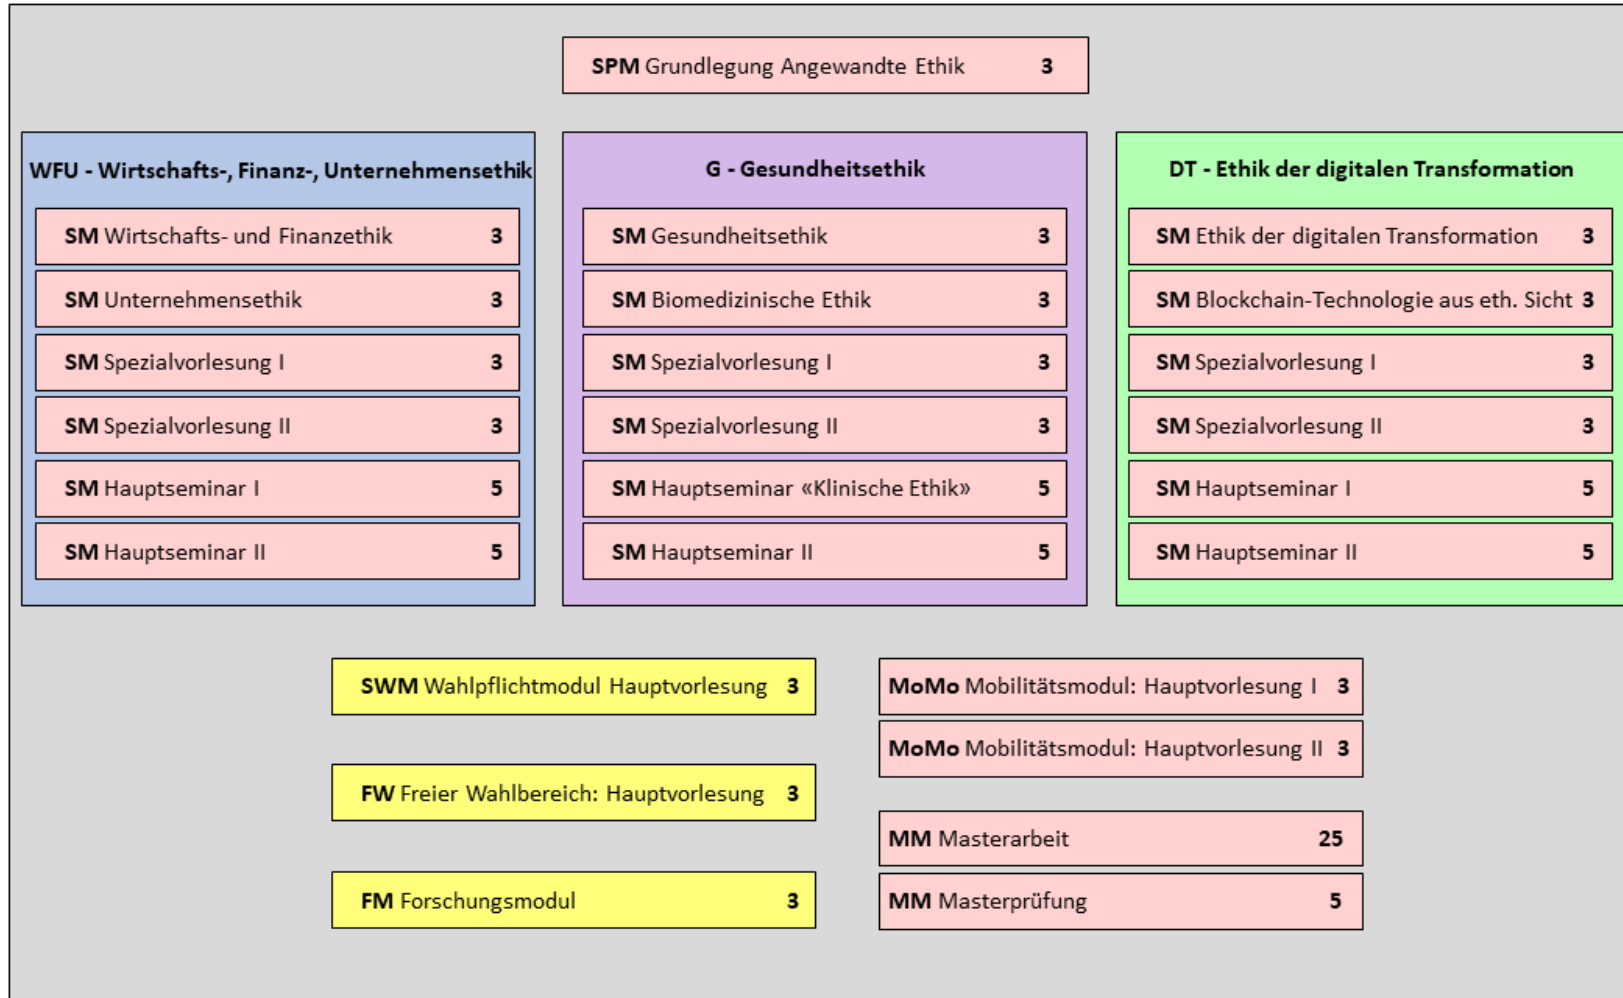 SPM Grundlegung Angewandte Ethik 3
WFU - Wirtschafts-, Finanz-, Unternehmensethik
SM Wirtschafts- und Finanzethik 3
SM Unternehmensethik 3
SM Spezialvorlesung I 3
SM Spezialvorlesung II 3
SM Hauptseminar I 5
SM Hauptseminar II 5
G - Gesundheitsethik
SM Gesundheitsethik 3
SM Biomedizinische Ethik 3
SM Spezialvorlesung I 3
SM Spezialvorlesung II 3
SM Hauptseminar «Klinische Ethik» 5
SM Hauptseminar II 5
DT - Ethik der digitalen Transformation
SM Ethik der digitalen Transformation 3
SM Blockchain-Technologie aus eth. Sicht 3
SM Spezialvorlesung I 3
SM Spezialvorlesung II 3
SM Hauptseminar I 5
SM Hauptseminar II 5
SWM Wahlpflichtmodul Hauptvorlesung 3
FW Freier Wahlbereich: Hauptvorlesung 3
FM Forschungsmodul 3
MoMo Mobilitätsmodul: Hauptvorlesung I 3
MoMo Mobilitätsmodul: Hauptvorlesung II 3
MM Masterarbeit 25
MM Masterprüfung 5